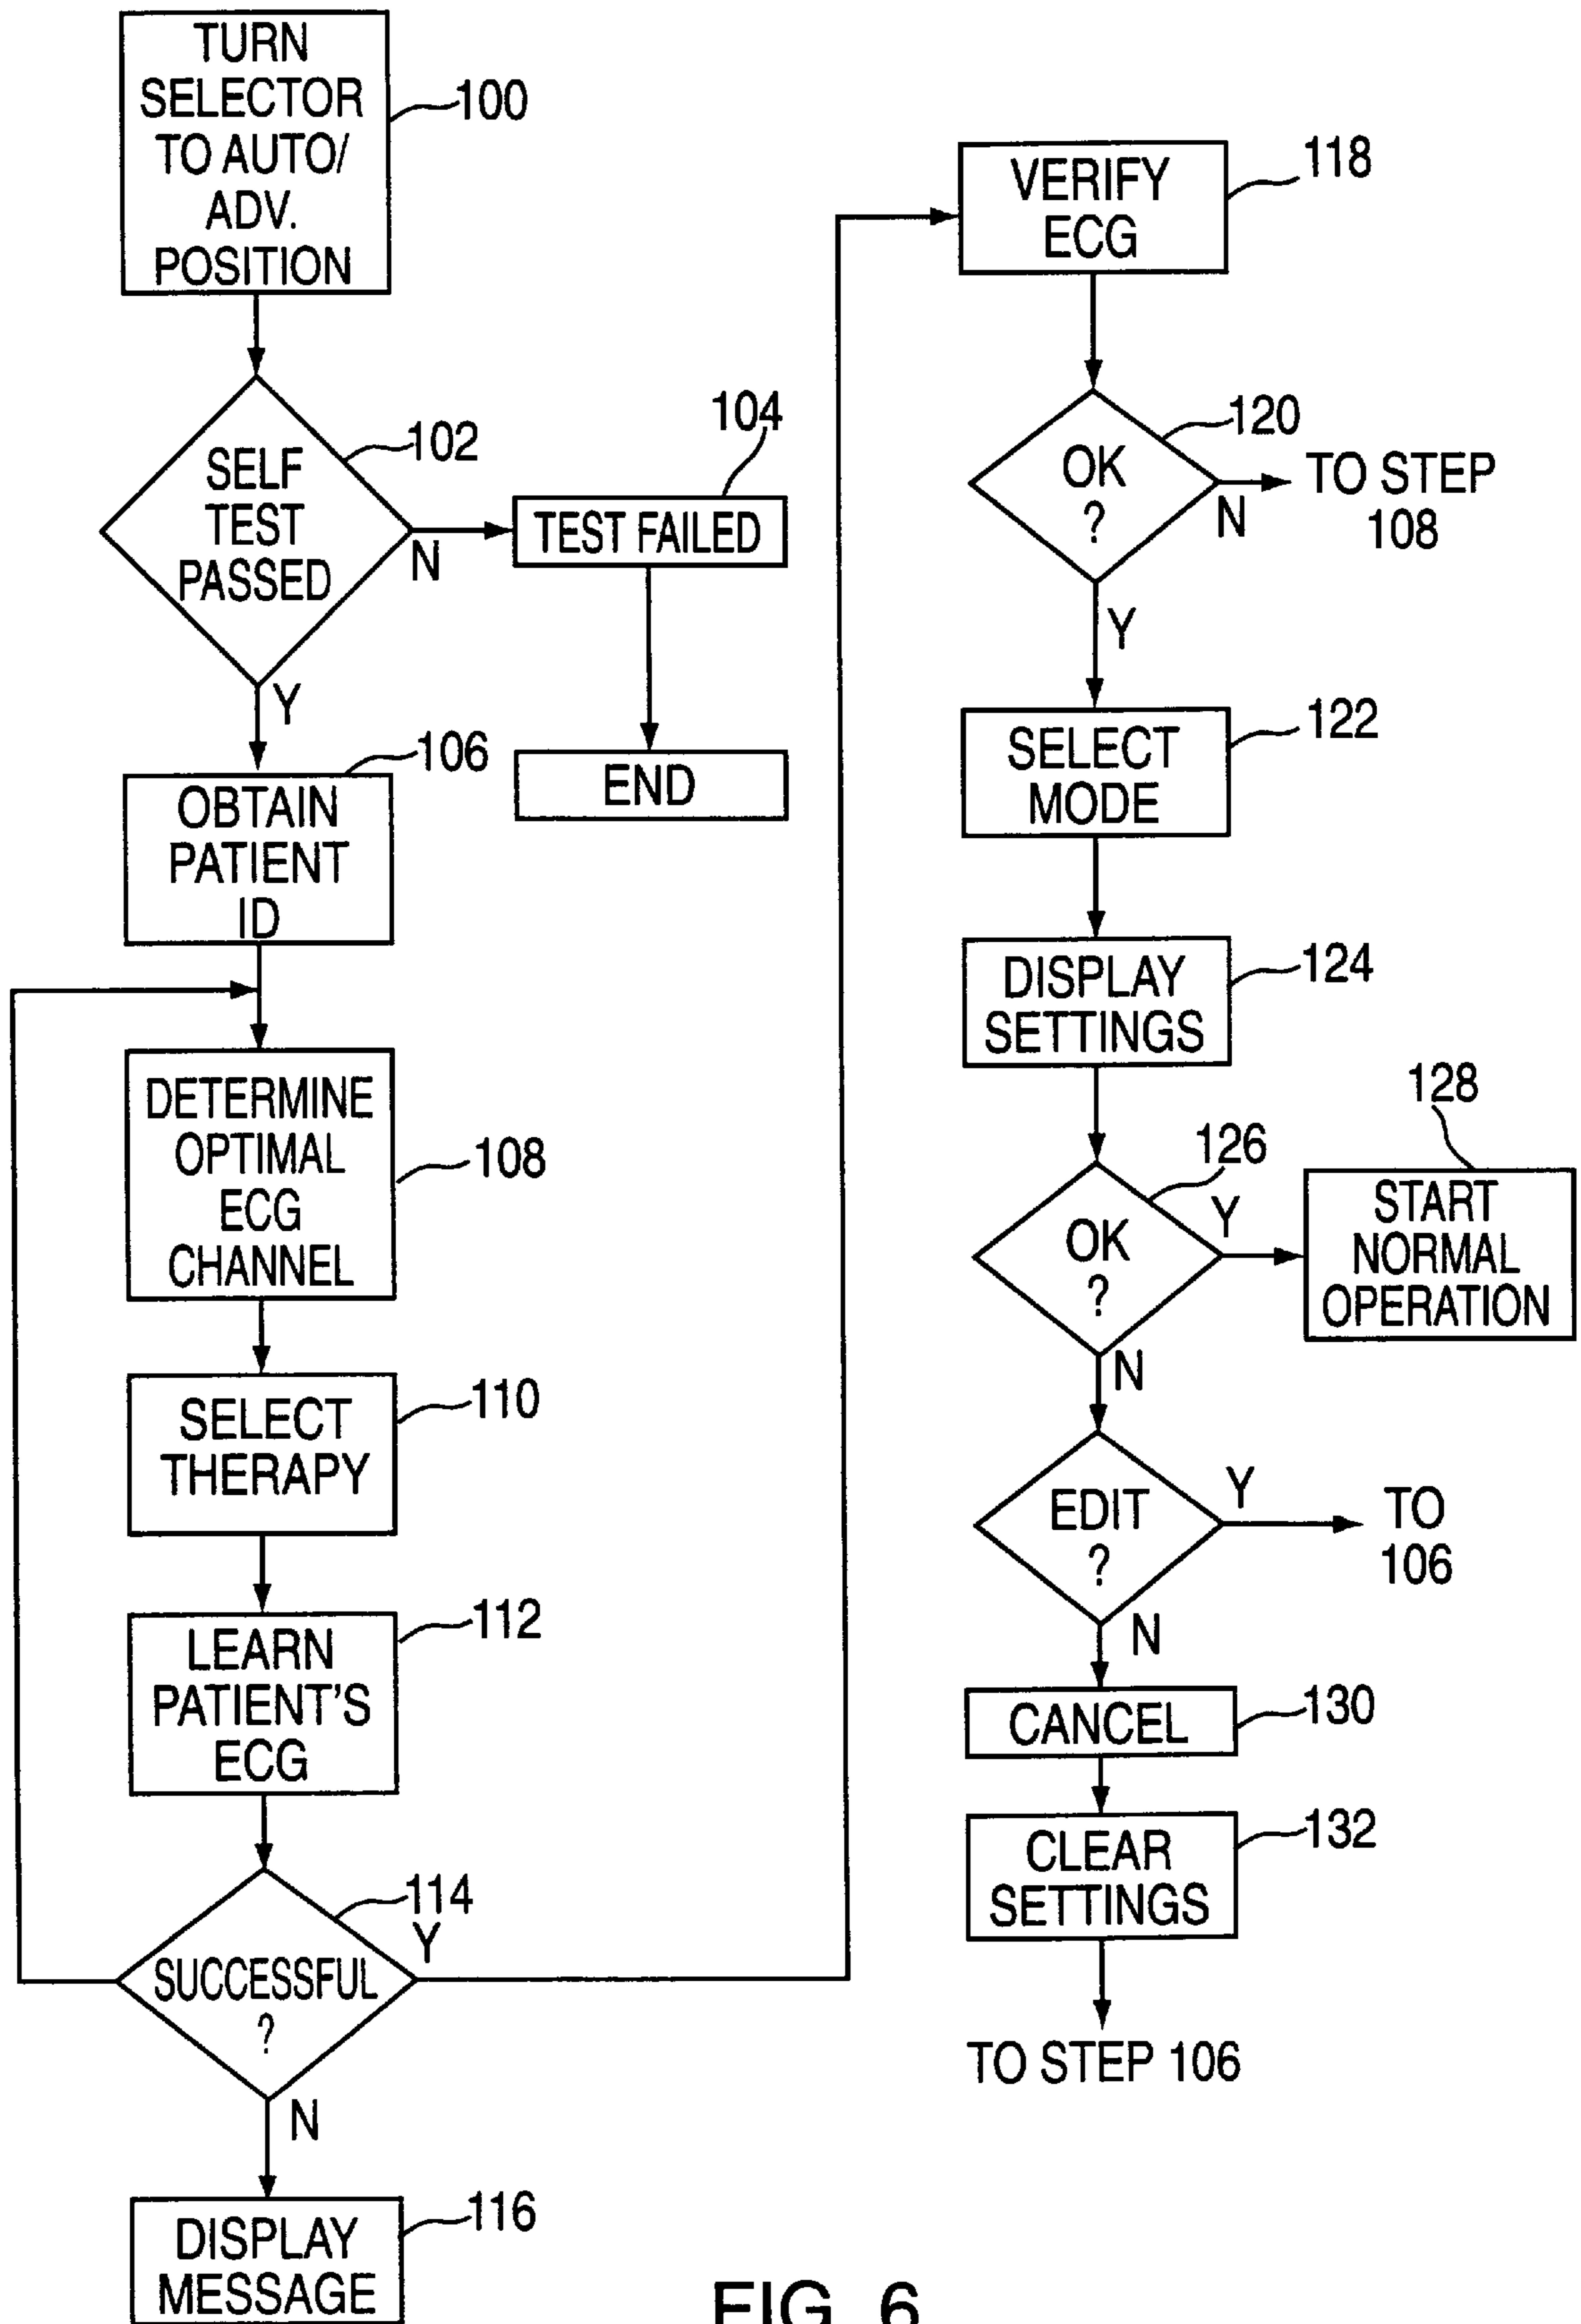 TURN
SELECTOR
TO AUTO/
ADV.
POSITION
100
SELF
TEST
PASSED
102
N
Y
104
TEST FAILED
END
106
OBTAIN
PATIENT
ID
DETERMINE
OPTIMAL
ECG
CHANNEL
108
SELECT
THERAPY
110
LEARN
PATIENT'S
ECG
112
114
Y
SUCCESSFUL
?
N
DISPLAY
MESSAGE
116
VERIFY
ECG
118
OK
?
120
N
TO STEP
108
Y
SELECT
MODE
122
DISPLAY
SETTINGS
124
OK
?
126
Y
128
START
NORMAL
OPERATION
N
EDIT
?
Y
TO
106
N
CANCEL
130
CLEAR
SETTINGS
132
TO STEP 106
FIG. 6